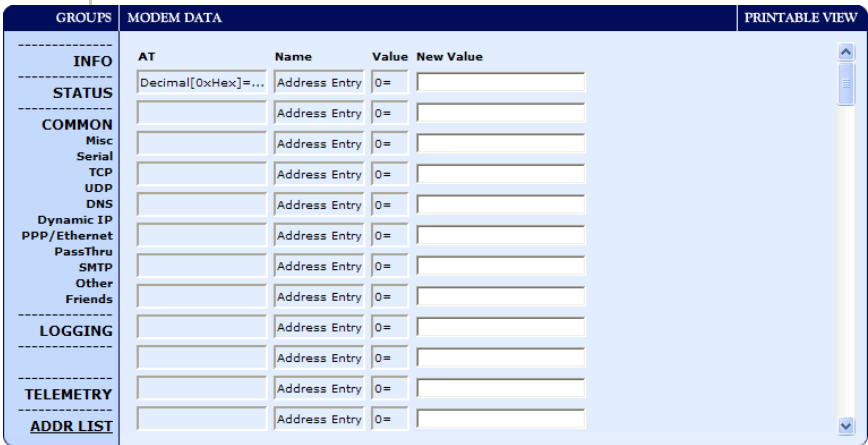 GROUPS MODEM DATA PRINTABLE VIEW
INFO
STATUS
COMMON
Misc
Serial
TCP
UDP
DNS
Dynamic IP
PPP/Ethernet
PassThru
SMTP
Other
Friends
LOGGING
TELEMETRY
ADDR LIST
AT Name Value New Value
Decimal[0xHex]=... Address Entry 0=
Address Entry 0=
Address Entry 0=
Address Entry 0=
Address Entry 0=
Address Entry 0=
Address Entry 0=
Address Entry 0=
Address Entry 0=
Address Entry 0=
Address Entry 0=
Address Entry 0=